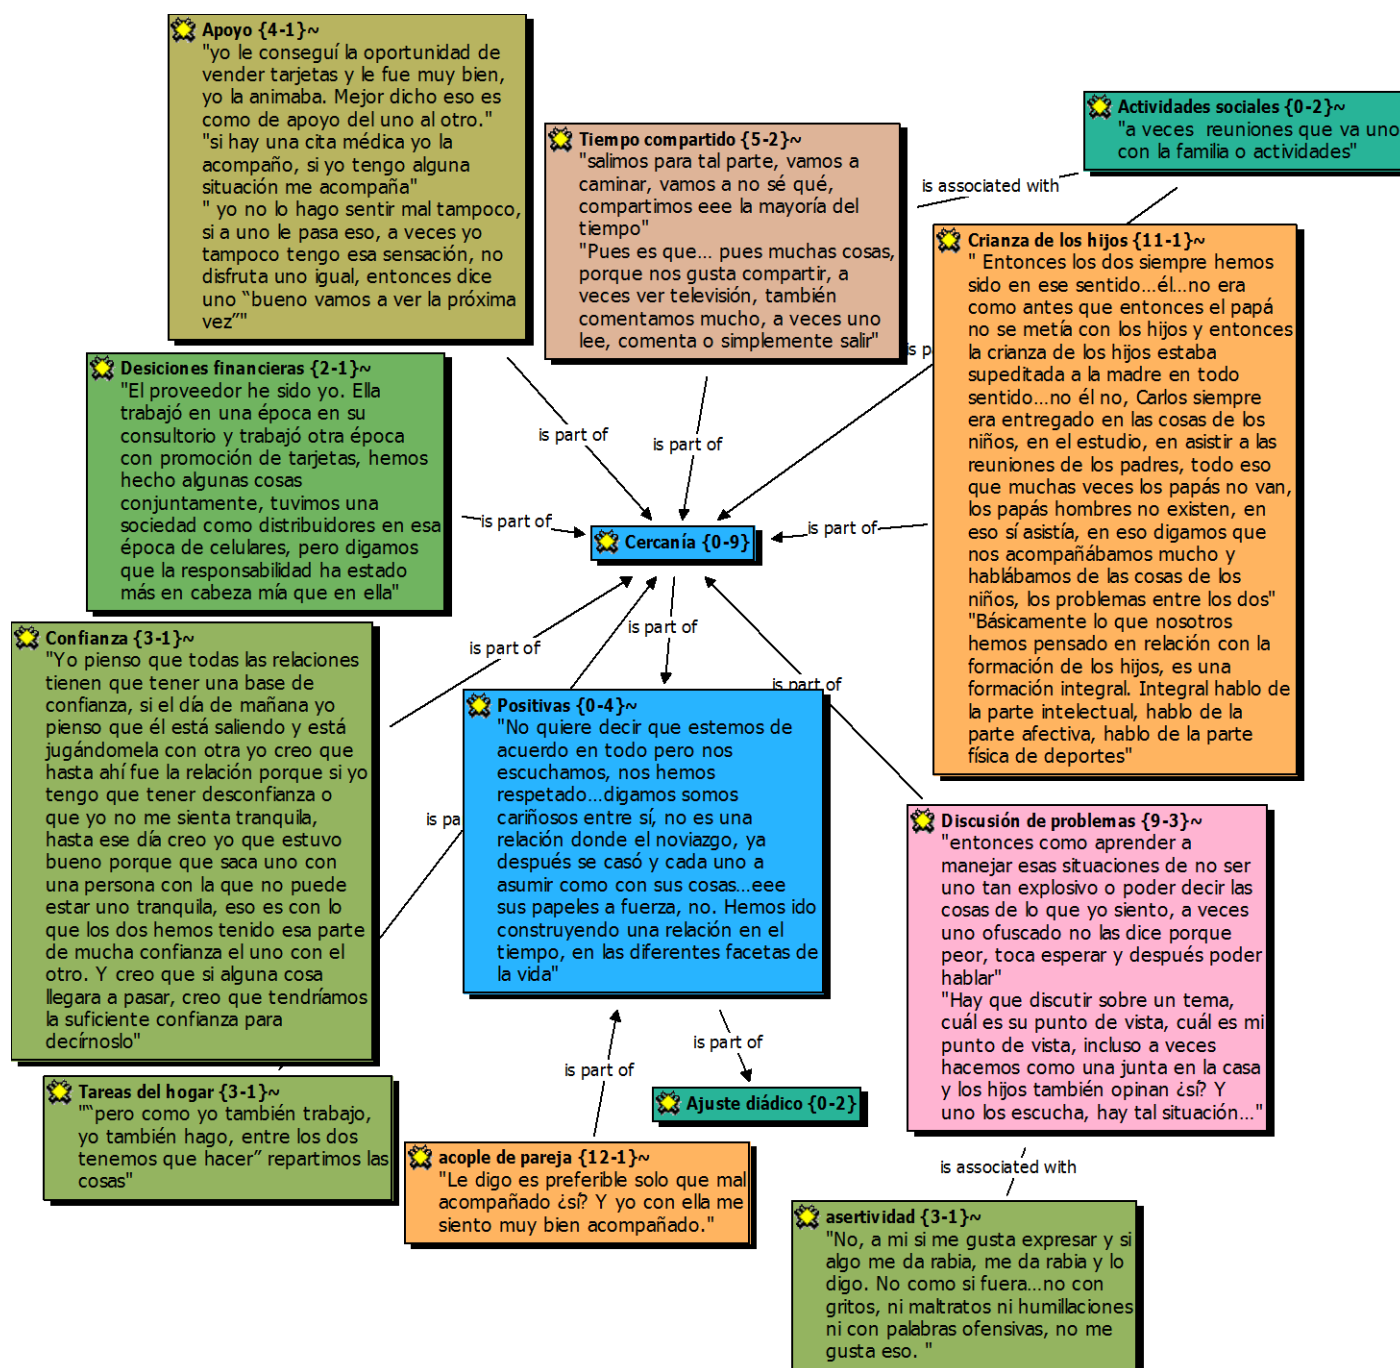 Apoyo {4-1}~
"yo le conseguí la oportunidad de
vender tarjetas y le fue muy bien,
yo la animaba. Mejor dicho eso es
como de apoyo del uno al otro."
"si hay una cita médica yo la
acompaño, si yo tengo alguna
situación me acompaña"
" yo no lo hago sentir mal tampoco,
si a uno le pasa eso, a veces yo
tampoco tengo esa sensación, no
disfruta uno igual, entonces dice
uno “bueno vamos a ver la próxima
vez”"
Tiempo compartido {5-2}~
"salimos para tal parte, vamos a
caminar, vamos a no sé qué,
compartimos eee la mayoría del
tiempo"
"Pues es que... pues muchas cosas,
porque nos gusta compartir, a
veces ver televisión, también
comentamos mucho, a veces uno
lee, comenta o simplemente salir"
Actividades sociales {0-2}~
"a veces  reuniones que va uno
con la familia o actividades"
is associated with
Crianza de los hijos {11-1}~
" Entonces los dos siempre hemos
sido en ese sentido...él...no era
como antes que entonces el papá
no se metía con los hijos y entonces
la crianza de los hijos estaba
supeditada a la madre en todo
sentido...no él no, Carlos siempre
era entregado en las cosas de los
niños, en el estudio, en asistir a las
reuniones de los padres, todo eso
que muchas veces los papás no van,
los papás hombres no existen, en
eso sí asistía, en eso digamos que
nos acompañábamos mucho y
hablábamos de las cosas de los
niños, los problemas entre los dos"
"Básicamente lo que nosotros
hemos pensado en relación con la
formación de los hijos, es una
formación integral. Integral hablo de
la parte intelectual, hablo de la
parte afectiva, hablo de la parte
física de deportes"
is p
Desiciones financieras {2-1}~
"El proveedor he sido yo. Ella
trabajó en una época en su
consultorio y trabajó otra época
con promoción de tarjetas, hemos
hecho algunas cosas
conjuntamente, tuvimos una
sociedad como distribuidores en esa
época de celulares, pero digamos
que la responsabilidad ha estado
más en cabeza mía que en ella"
is part of
is part of
is part of
is part of
Cercanía {0-9}
is part of
is part of
is part of
Confianza {3-1}~
"Yo pienso que todas las relaciones
tienen que tener una base de
confianza, si el día de mañana yo
pienso que él está saliendo y está
jugándomela con otra yo creo que
hasta ahí fue la relación porque si yo
tengo que tener desconfianza o
que yo no me sienta tranquila,
hasta ese día creo yo que estuvo
bueno porque que saca uno con
una persona con la que no puede
estar uno tranquila, eso es con lo
que los dos hemos tenido esa parte
de mucha confianza el uno con el
otro. Y creo que si alguna cosa
llegara a pasar, creo que tendríamos
la suficiente confianza para
decírnoslo"
is pa
Positivas {0-4}~
"No quiere decir que estemos de
acuerdo en todo pero nos
escuchamos, nos hemos
respetado...digamos somos
cariñosos entre sí, no es una
relación donde el noviazgo, ya
después se casó y cada uno a
asumir como con sus cosas...eee
sus papeles a fuerza, no. Hemos ido
construyendo una relación en el
tiempo, en las diferentes facetas de
la vida"
Discusión de problemas {9-3}~
"entonces como aprender a
manejar esas situaciones de no ser
uno tan explosivo o poder decir las
cosas de lo que yo siento, a veces
uno ofuscado no las dice porque
peor, toca esperar y después poder
hablar"
"Hay que discutir sobre un tema,
cuál es su punto de vista, cuál es mi
punto de vista, incluso a veces
hacemos como una junta en la casa
y los hijos también opinan ¿sí? Y
uno los escucha, hay tal situación..."
Tareas del hogar {3-1}~
"“pero como yo también trabajo,
yo también hago, entre los dos
tenemos que hacer” repartimos las
cosas"
is part of
is part of
Ajuste diádico {0-2}
acople de pareja {12-1}~
"Le digo es preferible solo que mal
acompañado ¿sí? Y yo con ella me
siento muy bien acompañado."
is associated with
asertividad {3-1}~
"No, a mi si me gusta expresar y si
algo me da rabia, me da rabia y lo
digo. No como si fuera...no con
gritos, ni maltratos ni humillaciones
ni con palabras ofensivas, no me
gusta eso. "